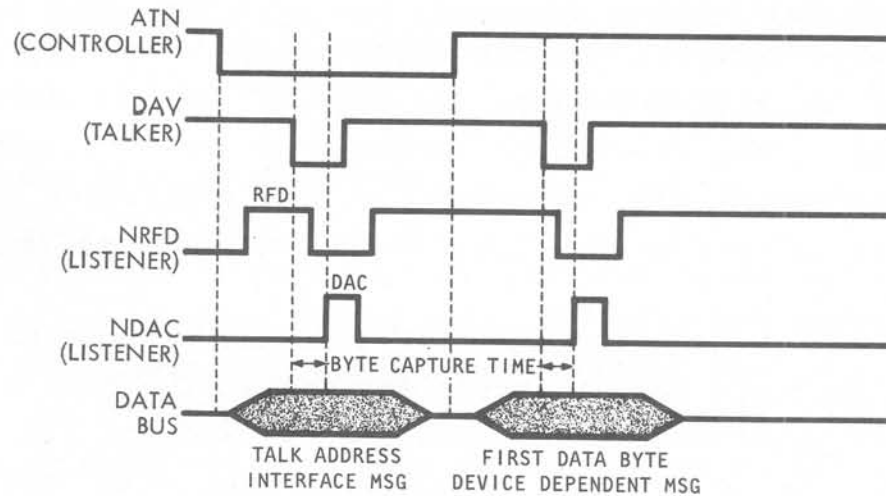 ATN
(CONTROLLER)
DAV
(TALKER)
RFD
NRFD
(LISTENER)
DAC
NDAC
(LISTENER)
BYTE CAPTURE TIME
DATA
BUS
TALK ADDRESS
INTERFACE MSG
FIRST DATA BYTE
DEVICE DEPENDENT MSG